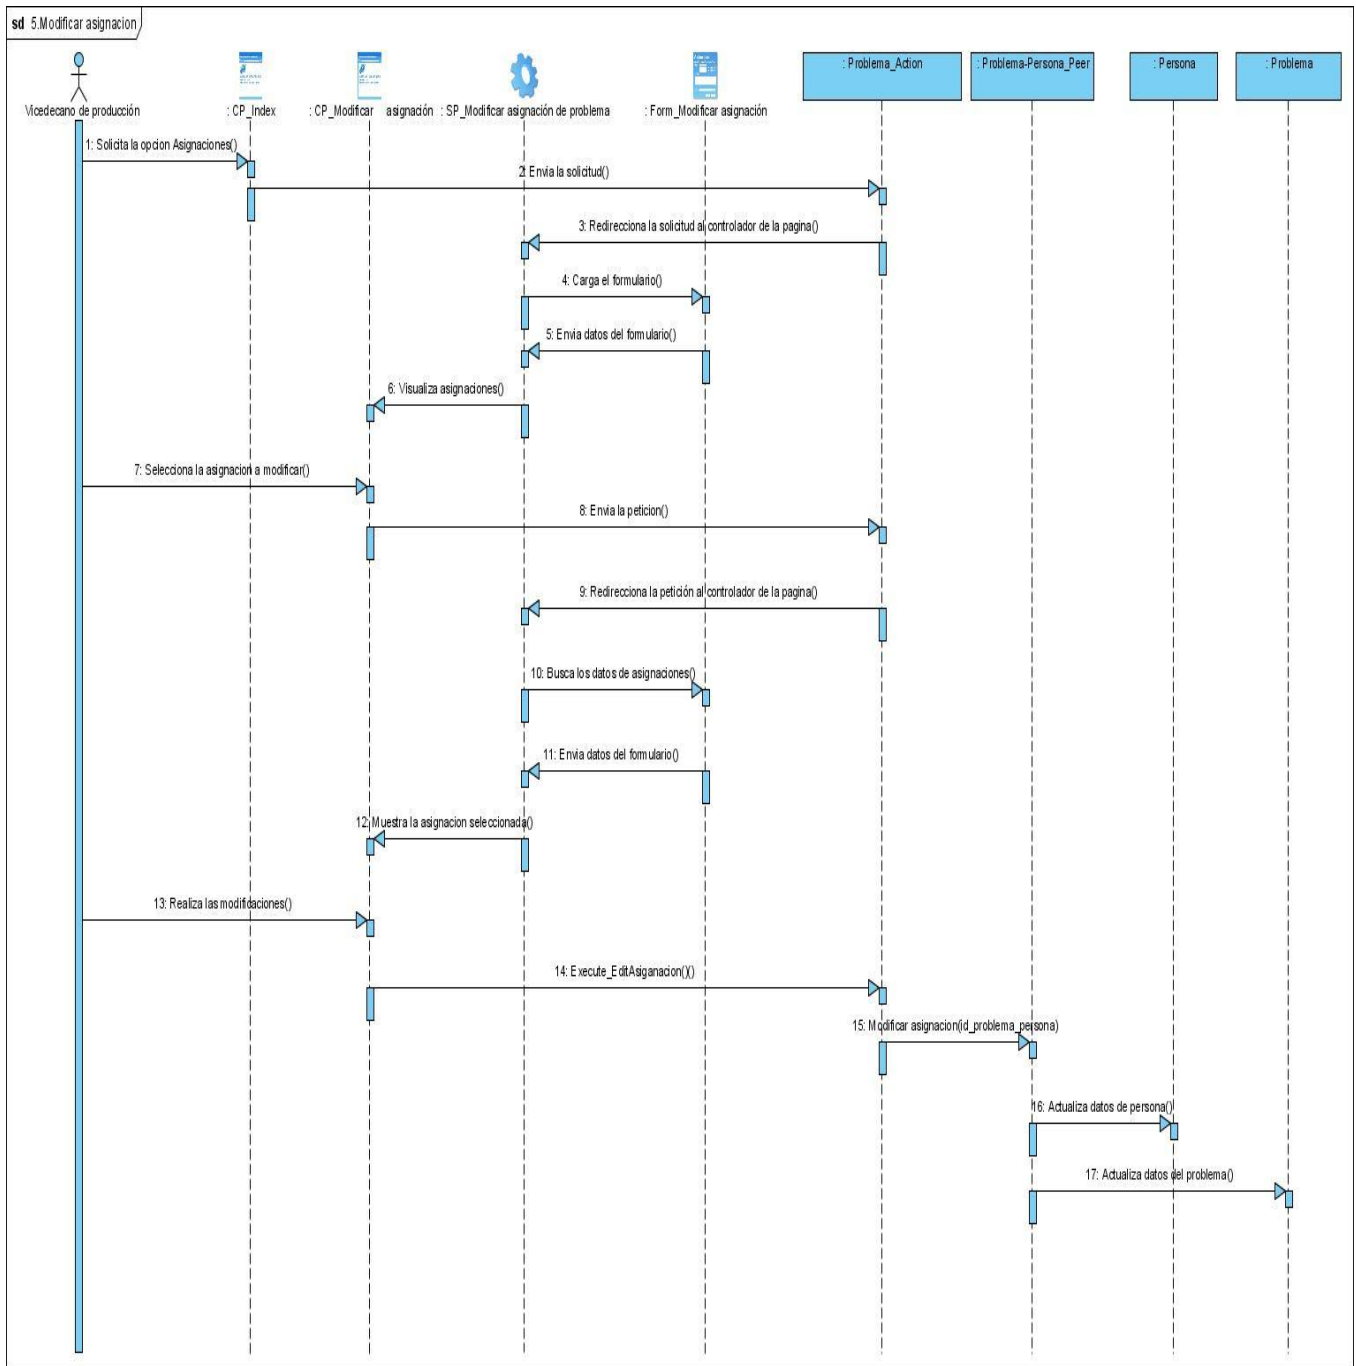 sd 5.Modificar asignacion
Vicedecano de producción
: CP_Index
: CP_Modificar asignación
: SP_Modificar asignación de problema
: Form_Modificar asignación
: Problema_Action
: Problema-Persona_Peer
: Persona
: Problema
1: Solicita la opcion Asignaciones()
2: Envia la solicitud()
3: Redirecciona la solicitud al controlador de la pagina()
4: Carga el formulario()
5: Envia datos del formulario()
6: Visualiza asignaciones()
7: Selecciona la asignacion a modificar()
8: Envia la peticion()
9: Redirecciona la petición al controlador de la pagina()
10: Busca los datos de asignaciones()
11: Envia datos del formulario()
12: Muestra la asignacion seleccionada()
13: Realiza las modificaciones()
14: Execute_EditAsiganacion()()
15: Modificar asignacion(id_problema_persona)
16: Actualiza datos de persona()
17: Actualiza datos del problema()